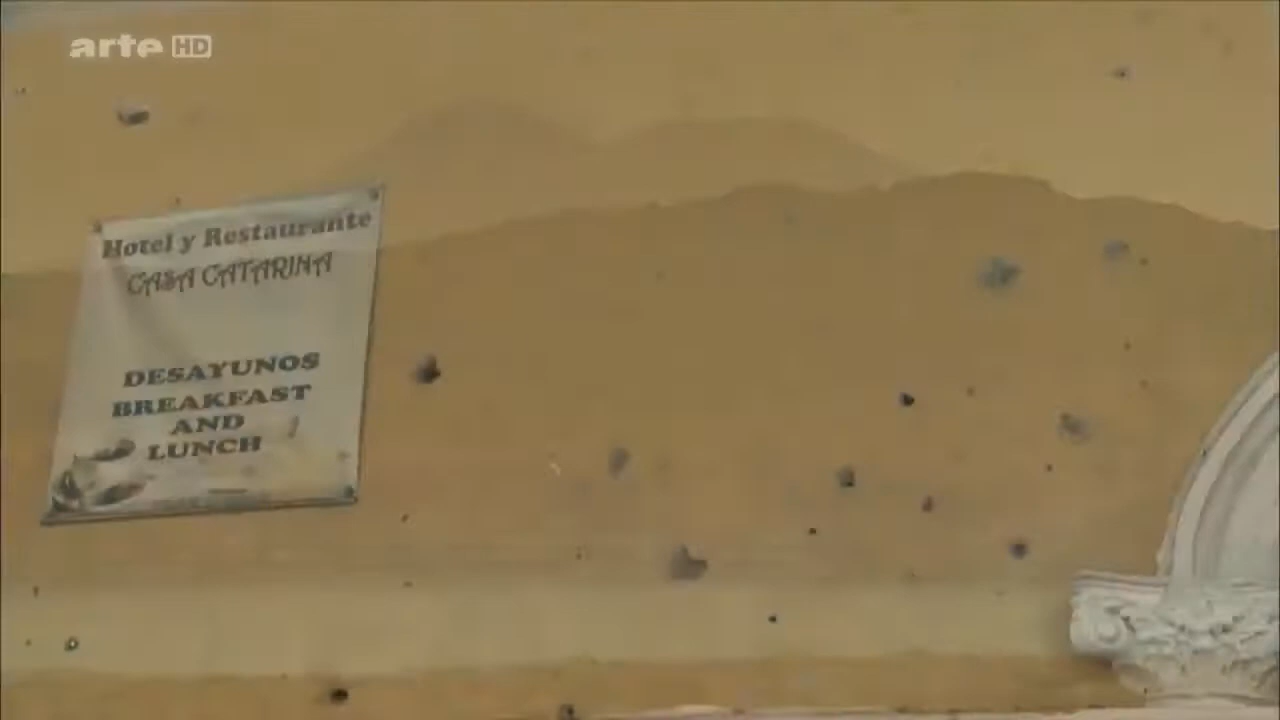 arte HD
Hotel y Restaurante
CASA CATARINA
DESAYUNOS
BREAKFAST
AND
LUNCH